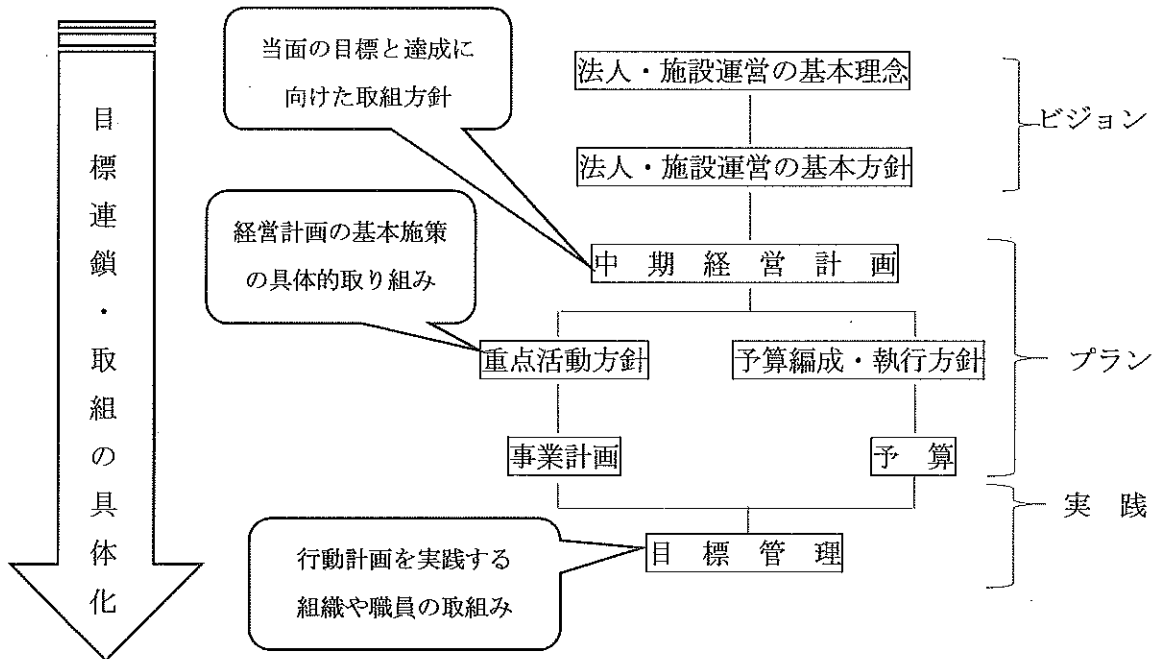 目標連鎖・取組の具体化
当面の目標と達成に
向けた取組方針
法人・施設運営の基本理念
ビジョン
法人・施設運営の基本方針
経営計画の基本施策
の具体的取り組み
中期経営計画
重点活動方針
予算編成・執行方針
プラン
事業計画
予算
実践
行動計画を実践する
組織や職員の取組み
目標管理